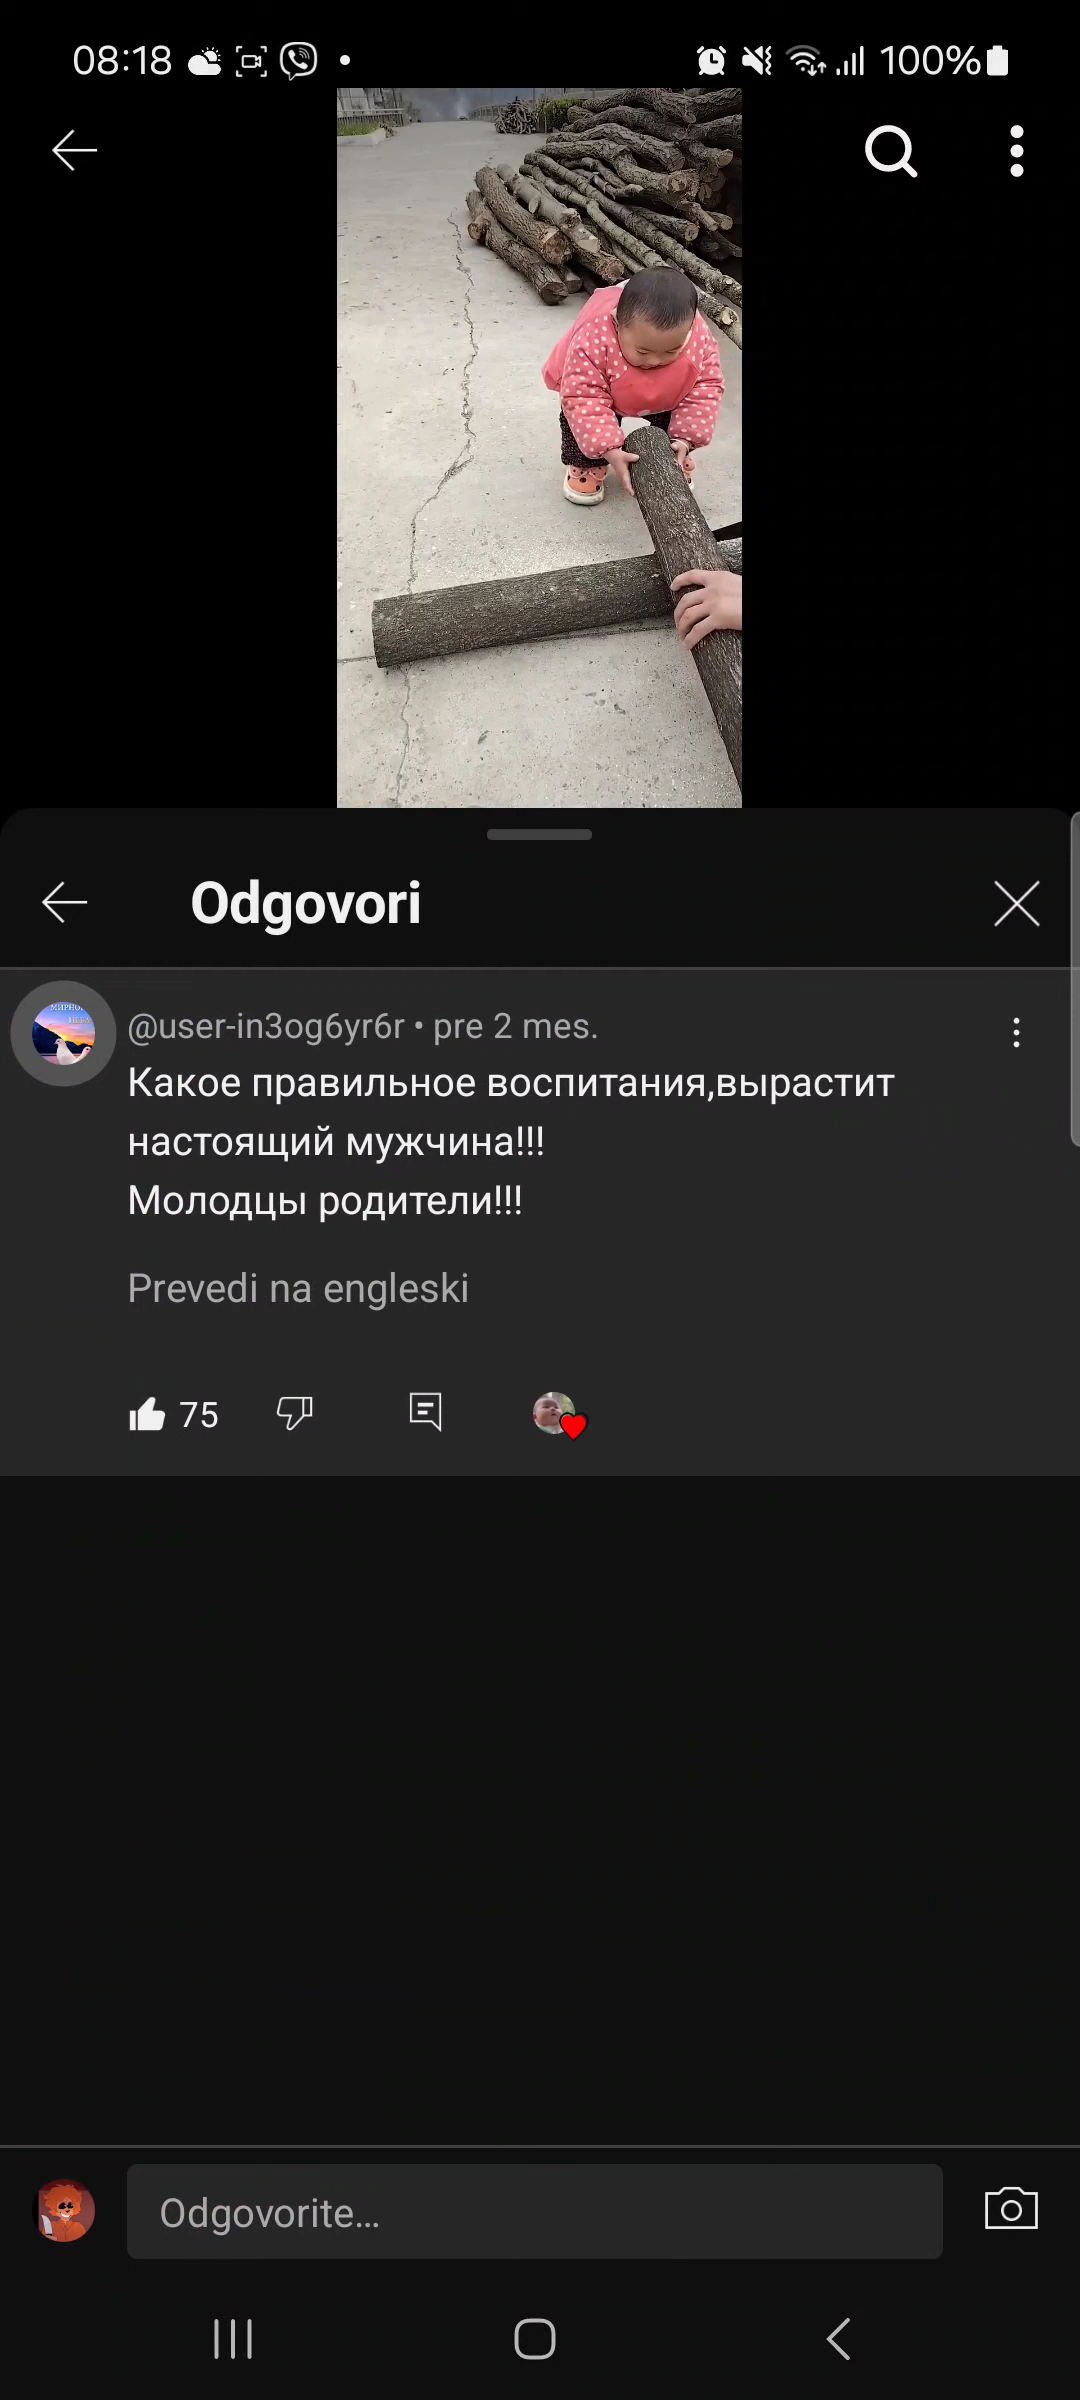 08:18
100%
Odgovori
@user-in3og6yr6r • pre 2 mes.
Какое правильное воспитания,вырастит
настоящий мужчина!!!
Молодцы родители!!!
Prevedi na engleski
75
Odgovorite...